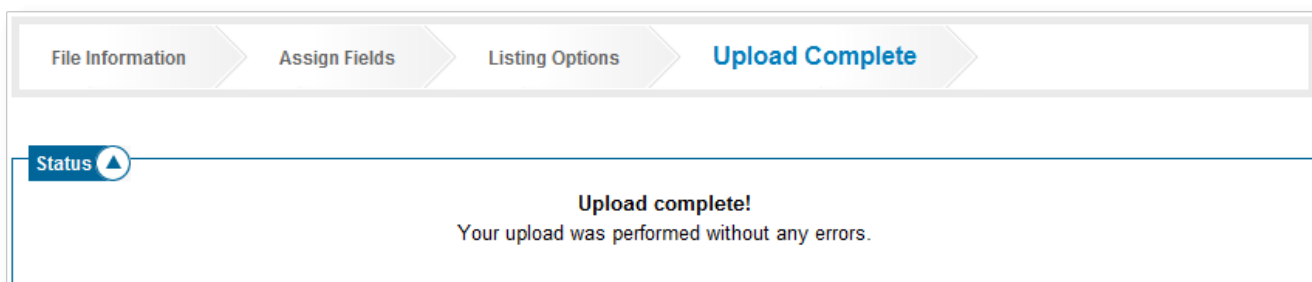 File Information
Assign Fields
Listing Options
Upload Complete
Status
Upload complete!
Your upload was performed without any errors.